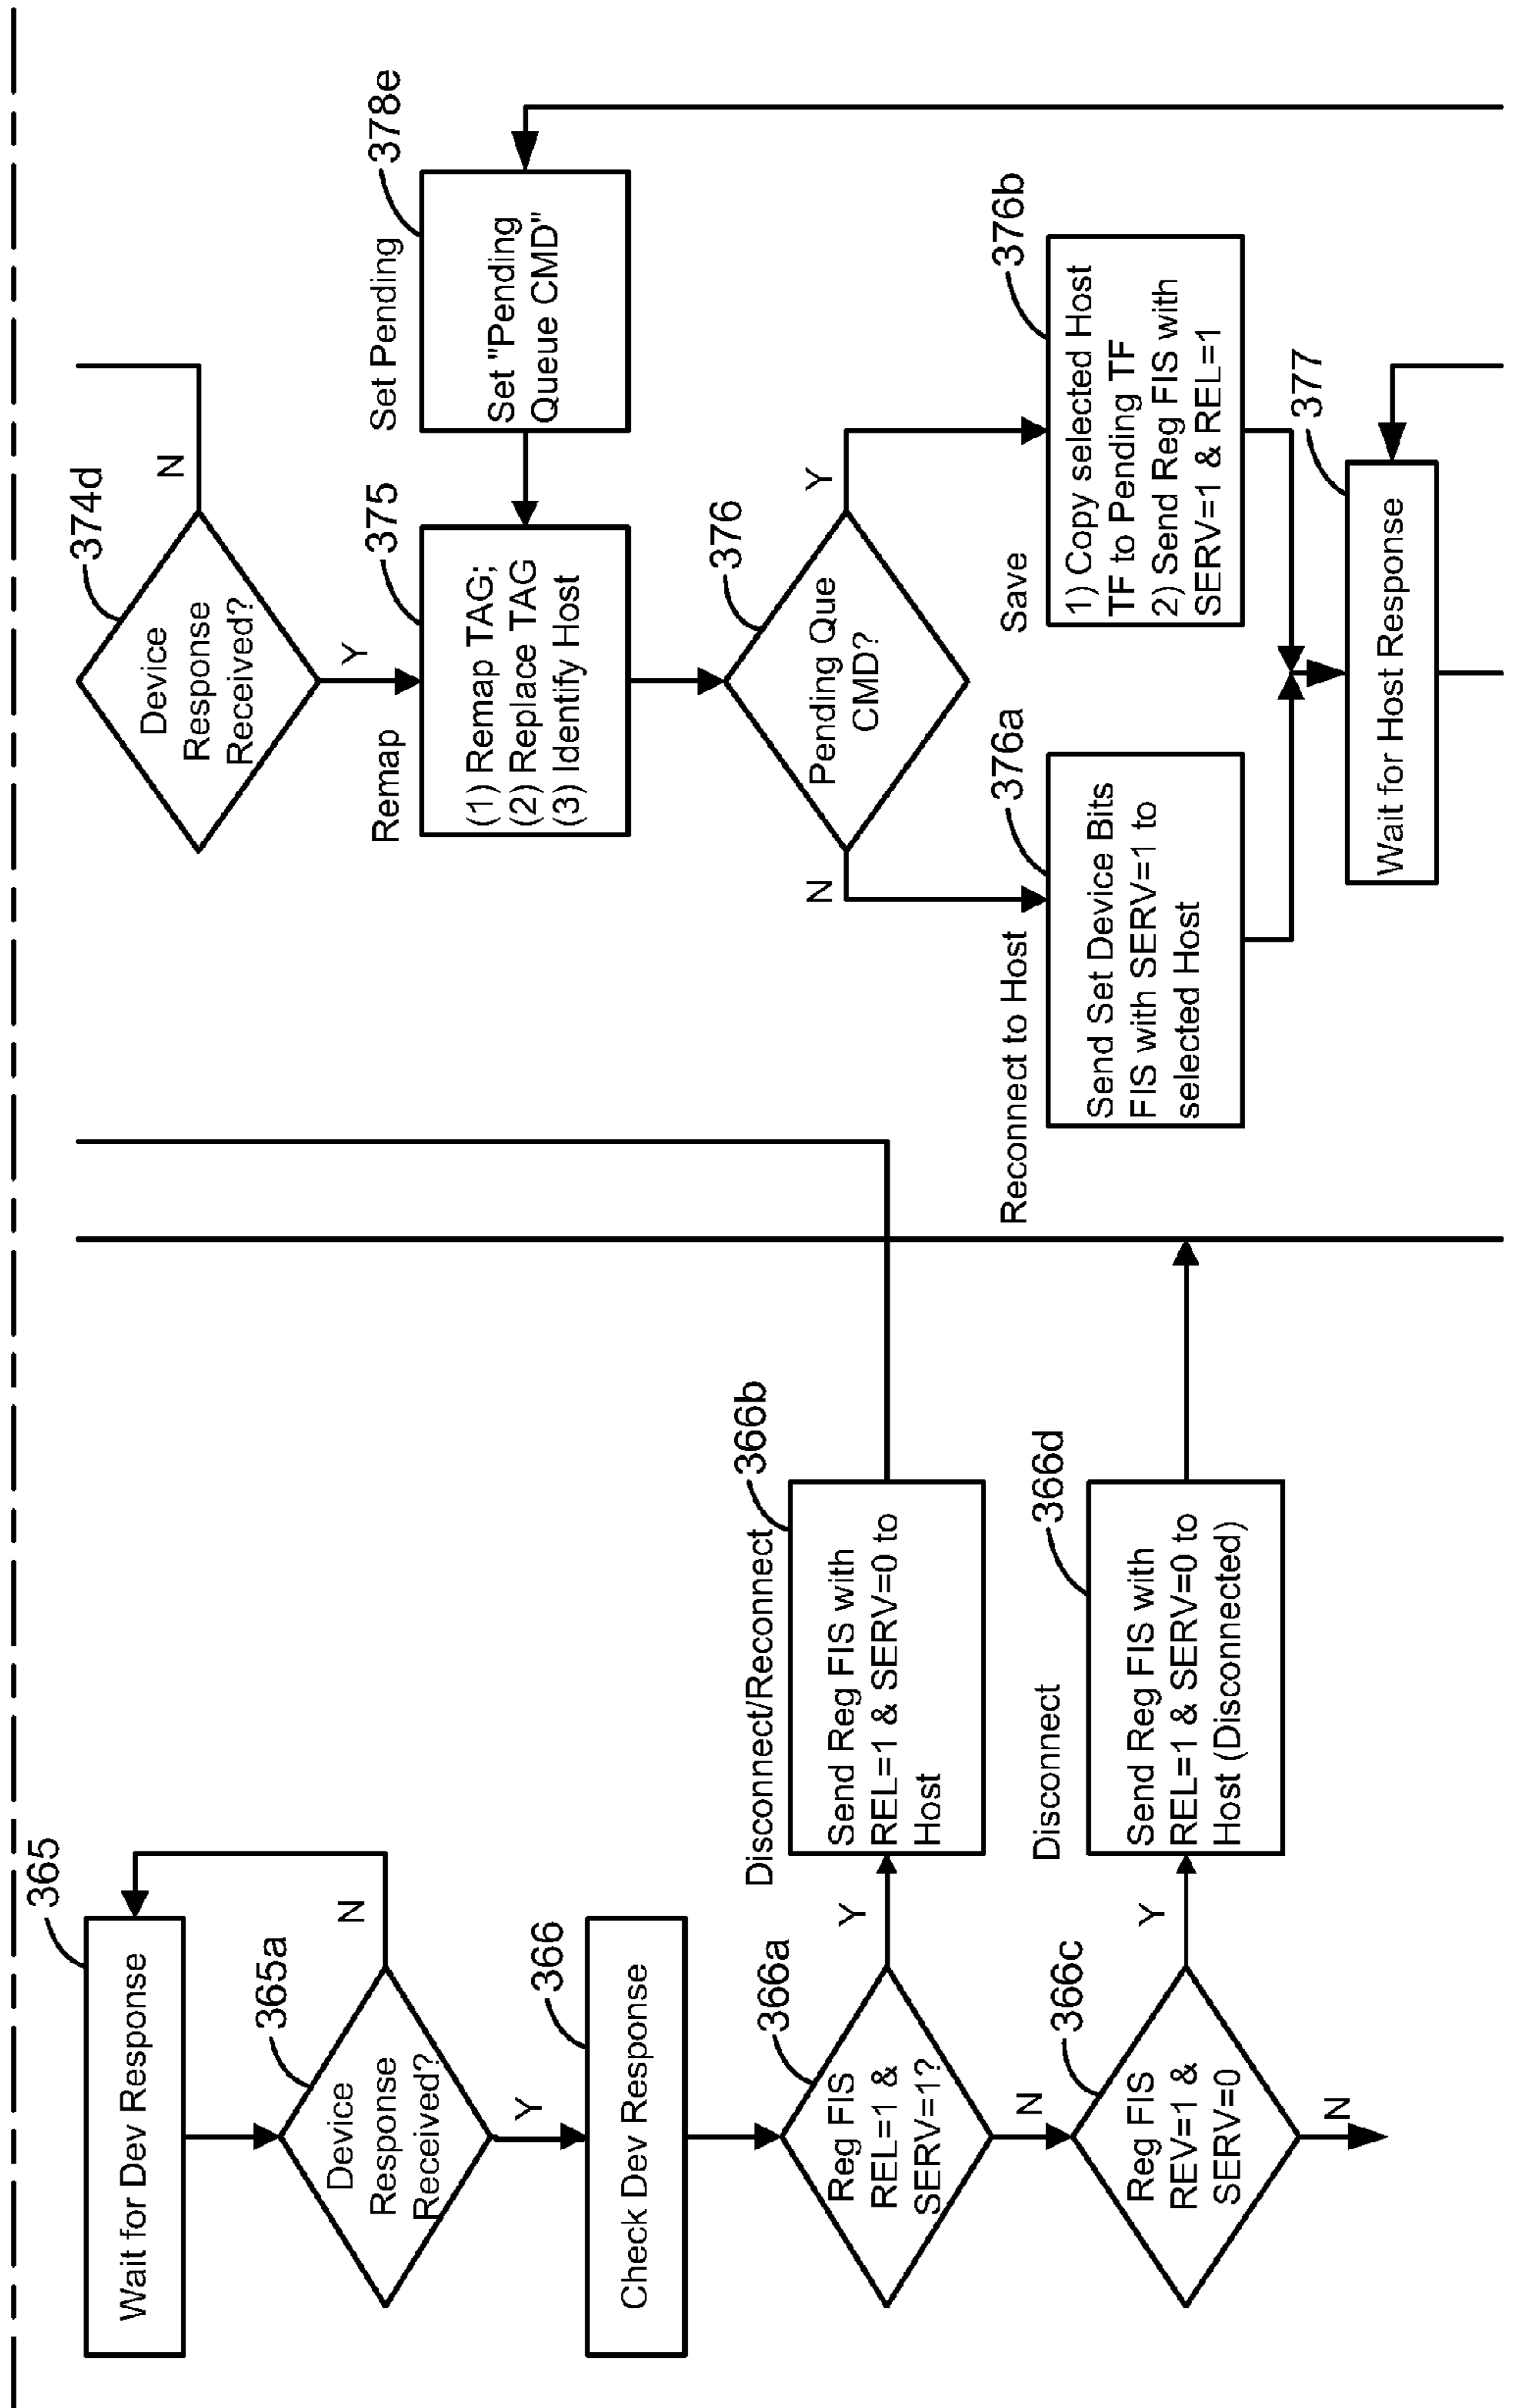 365
Wait for Dev Response
365a
Device
Response
Received?
N
Y
366
Check Dev Response
366a
Reg FIS
REL=1 &
SERV=1?
Y
N
Disconnect/Reconnect
366b
Send Reg FIS with
REL=1 & SERV=0 to
Host
366c
Reg FIS
REV=1 &
SERV=0
Y
N
Disconnect
366d
Send Reg FIS with
REL=1 & SERV=0 to
Host (Disconnected)
374d
Device
Response
Received?
N
Y
Remap
375
(1) Remap TAG;
(2) Replace TAG
(3) Identify Host
Set Pending
378e
Set "Pending
Queue CMD"
376
Pending Que
CMD?
N
Y
Reconnect to Host
376a
Send Set Device Bits
FIS with SERV=1 to
selected Host
Save
376b
1) Copy selected Host
TF to Pending TF
2) Send Reg FIS with
SERV=1 & REL=1
377
Wait for Host Response